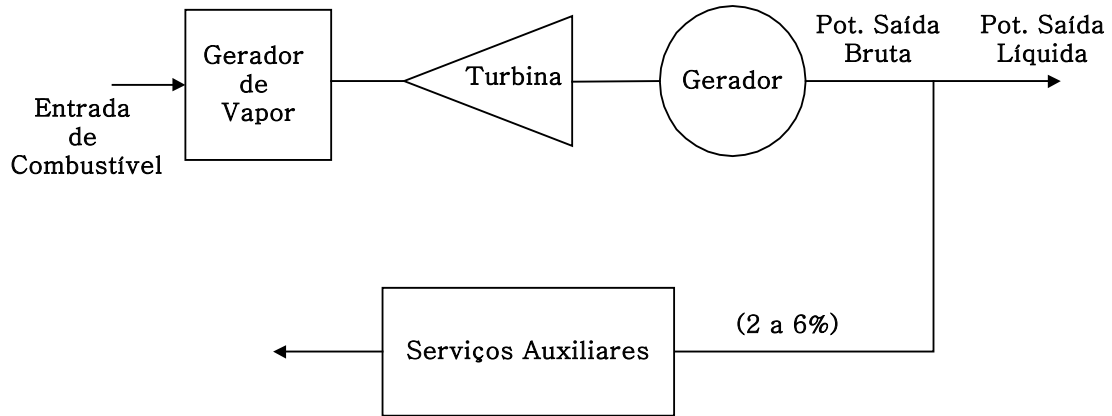 Gerador
de
Vapor
Entrada
de
Combustível
Turbina
Gerador
Pot. Saída
Bruta
Pot. Saída
Líquida
(2 a 6%)
Serviços Auxiliares